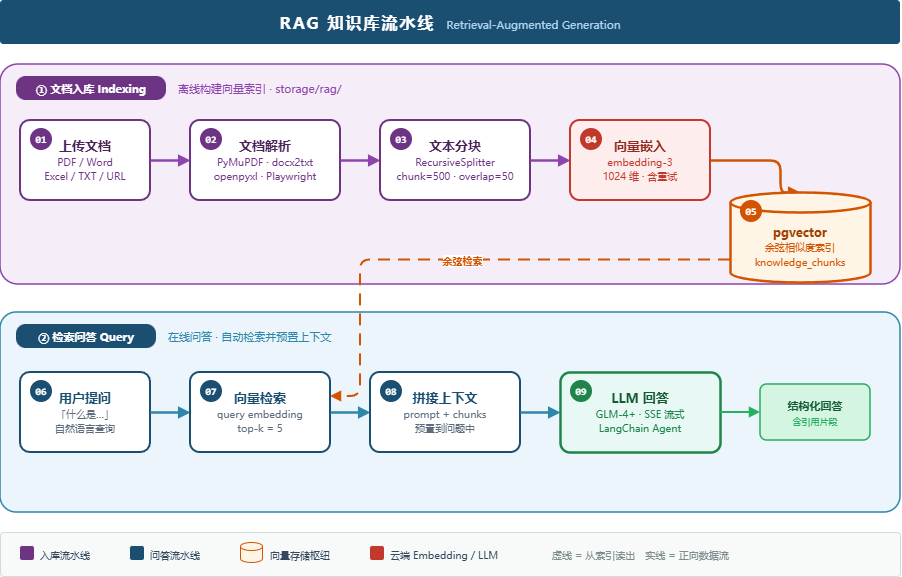 RAG 知识库流水线 Retrieval-Augmented Generation
① 文档入库 Indexing 离线构建向量索引 · storage/rag/
01 上传文档
PDF / Word
Excel / TXT / URL
02 文档解析
PyMuPDF · docx2txt
openpyxl · Playwright
03 文本分块
RecursiveSplitter
chunk=500 · overlap=50
04 向量嵌入
embedding-3
1024 维 · 含重试
05
pgvector
余弦相似度索引
knowledge_chunks
余弦检索
② 检索问答 Query 在线问答 · 自动检索并预置上下文
06 用户提问
「什么是...」
自然语言查询
07 向量检索
query embedding
top-k = 5
08 拼接上下文
prompt + chunks
预置到问题中
09 LLM 回答
GLM-4+ · SSE 流式
LangChain Agent
结构化回答
含引用片段
入库流水线 问答流水线 向量存储枢纽 云端 Embedding / LLM 虚线 = 从索引读出 实线 = 正向数据流